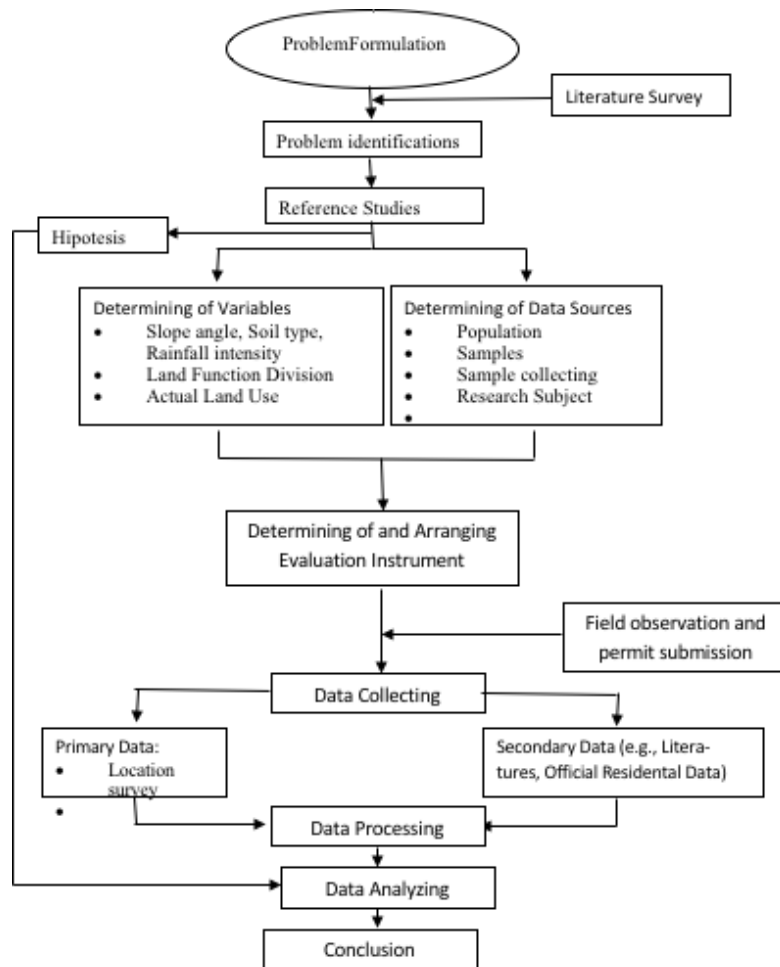 ProblemFormulation
Literature Survey
Problem identifications
Reference Studies
Hipotesis
Determining of Variables
• Slope angle, Soil type,
Rainfall intensity
• Land Function Division
• Actual Land Use
Determining of Data Sources
• Population
• Samples
• Sample collecting
• Research Subject
•
Determining of and Arranging
Evaluation Instrument
Field observation and
permit submission
Data Collecting
Primary Data:
• Location
survey
•
Secondary Data (e.g., Litera-
tures, Official Residental Data)
Data Processing
Data Analyzing
Conclusion